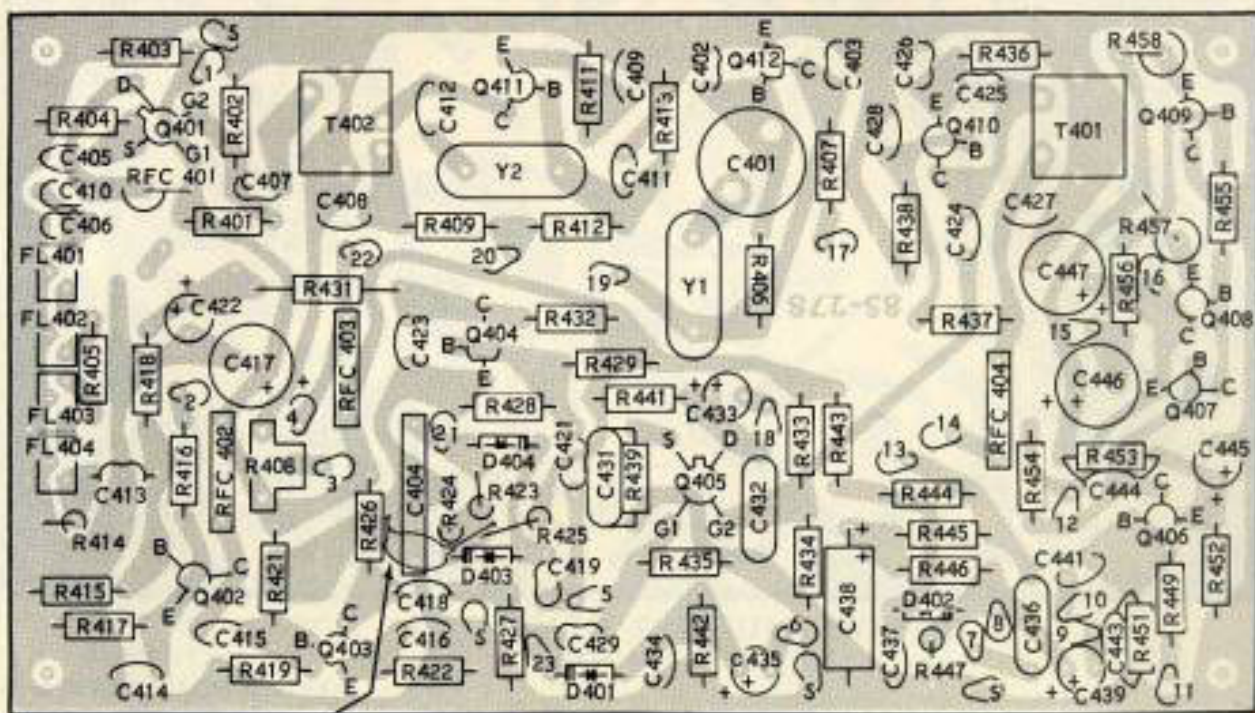 R403 S 1 D G2 R402 R404 Q401 S G1 T402 C412
E Q411 B C R411 C409 R413 C402 E Q412 C B C403 C426 R436 R458
C425 E Q410 B C C428 T401 E Q409 B C
C405 C410 RFC 401 C407 C406 R401 C408
Y2 C411 C401 R407 R438 C424 C427 R457 R455
R409 R412 22 20 19 17 16
FL401 FL402 R405 FL403 FL404
+ C422 R431 C417 + R418 2 + 4 RFC 403 C423
C Q404 B E R432 R429 Y1 R406 85-278 R437
C447 + + R456 15 E Q408 B C
C446 + + B E C Q407
R428 R441 + + C433 18 R433 R443 RFC 404 14 13
R416 RFC 402 R408 3 C413 R414
C404 D404 C421 R424 R423 R425 R426 C431 R439
S D Q405 G1 G2 C432 R444 R454 R453 C444 C445 +
12 C B E Q406 R452
R415 R417 B C Q402 E R421 C415 C414 R419
D403 C419 C418 S S R435 R434 + C438 R445 R446 C441
B C Q403 E C416 R422 R427 23 C429 D401 C434 R442
+ C435 6 S C437 D402 R447 7 8 S C436
10 9 C443 R451 R449 + C439 11